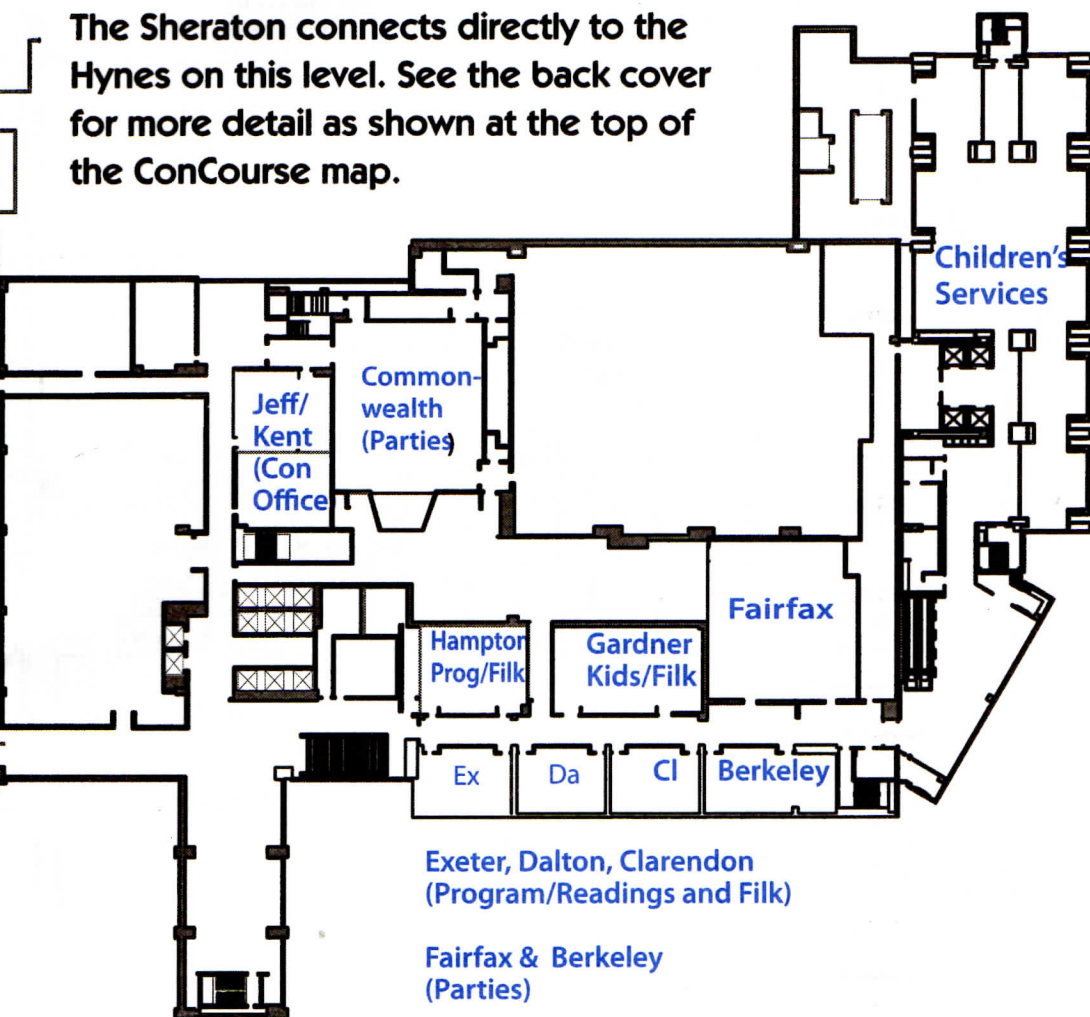 The Sheraton connects directly to the
Hynes on this level. See the back cover
for more detail as shown at the top of
the ConCourse map.
Children's
Services
Common-
wealth
(Parties)
Jeff/
Kent
(Con
Office
Fairfax
Hampton
Prog/Filk
Gardner
Kids/Filk
Ex
Da
Cl
Berkeley
Exeter, Dalton, Clarendon
(Program/Readings and Filk)
Fairfax & Berkeley
(Parties)